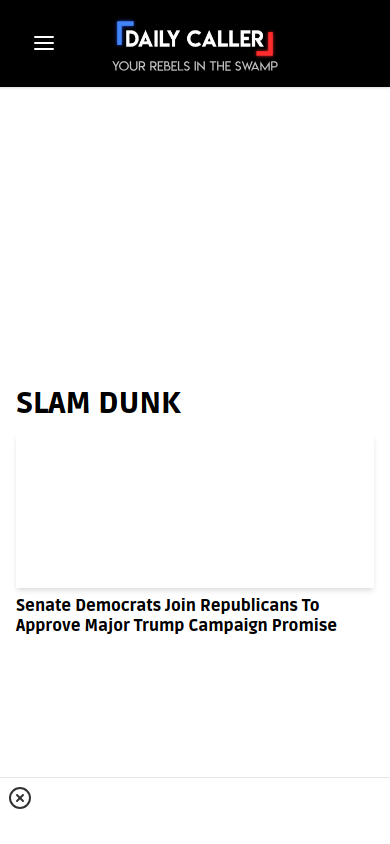 DAILY CALLER
YOUR REBELS IN THE SWAMP
SLAM DUNK
Senate Democrats Join Republicans To
Approve Major Trump Campaign Promise